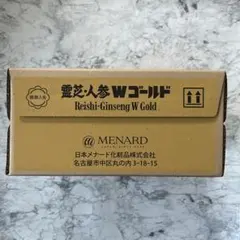 霊芝・人参Wゴールド
Reishi-Ginseng W Gold
MENARD
日本メナード化粧品株式会社
名古屋市中区丸の内3-18-15